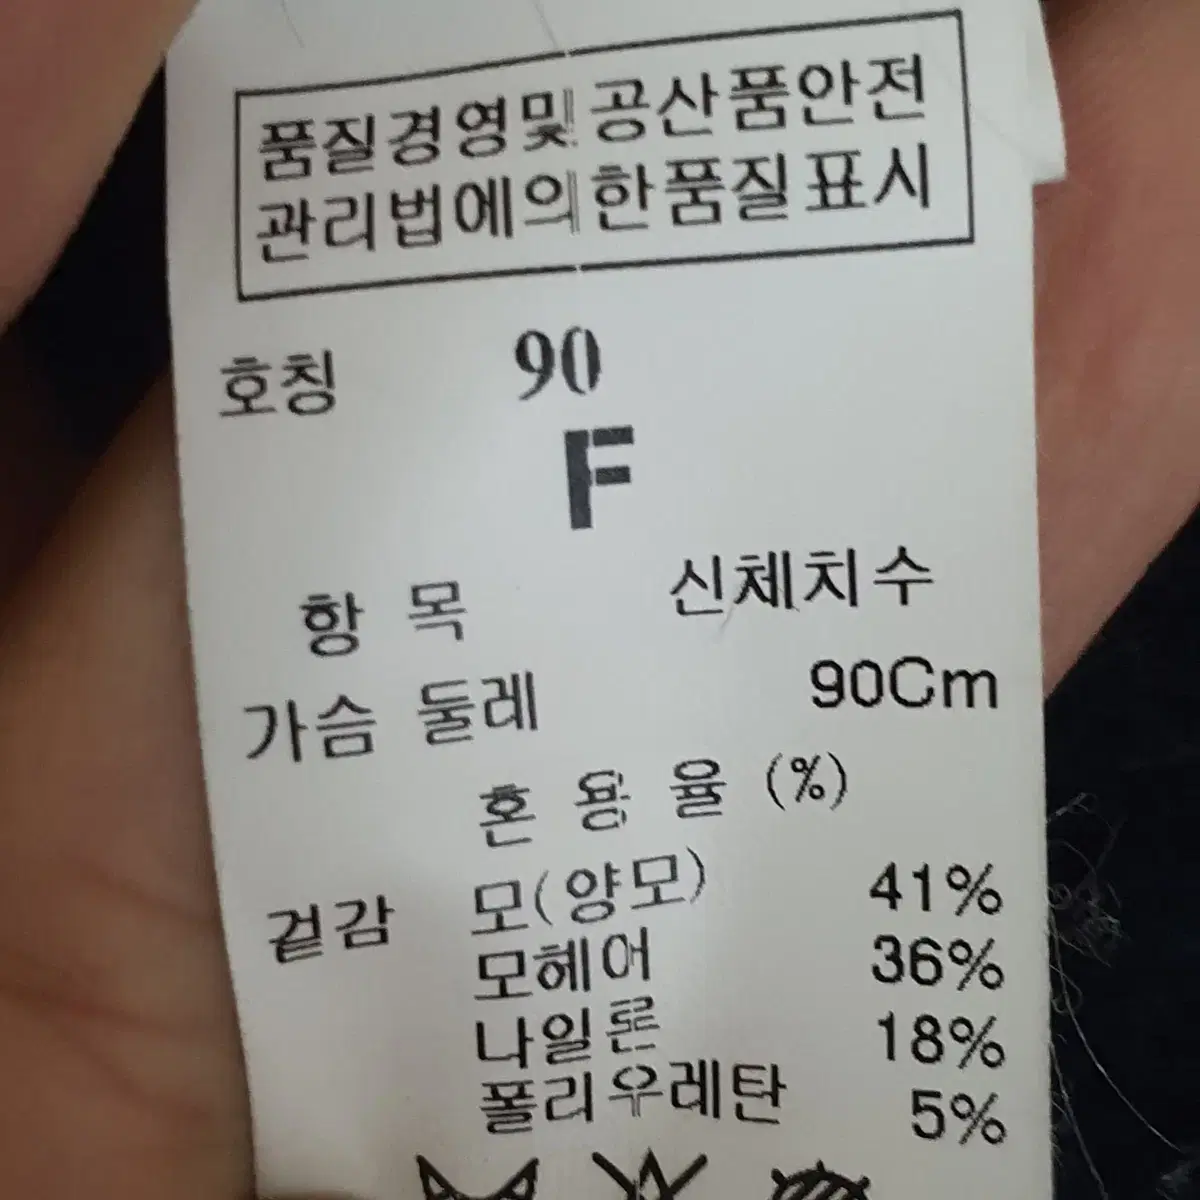 품질경영및 공산품안전
관리법에의한품질표시
호칭 90
F
항 목 신체치수
가슴 둘레 90Cm
혼 용 율 (%)
겉감 모(양모) 41%
모헤어 36%
나일론 18%
폴리우레탄 5%